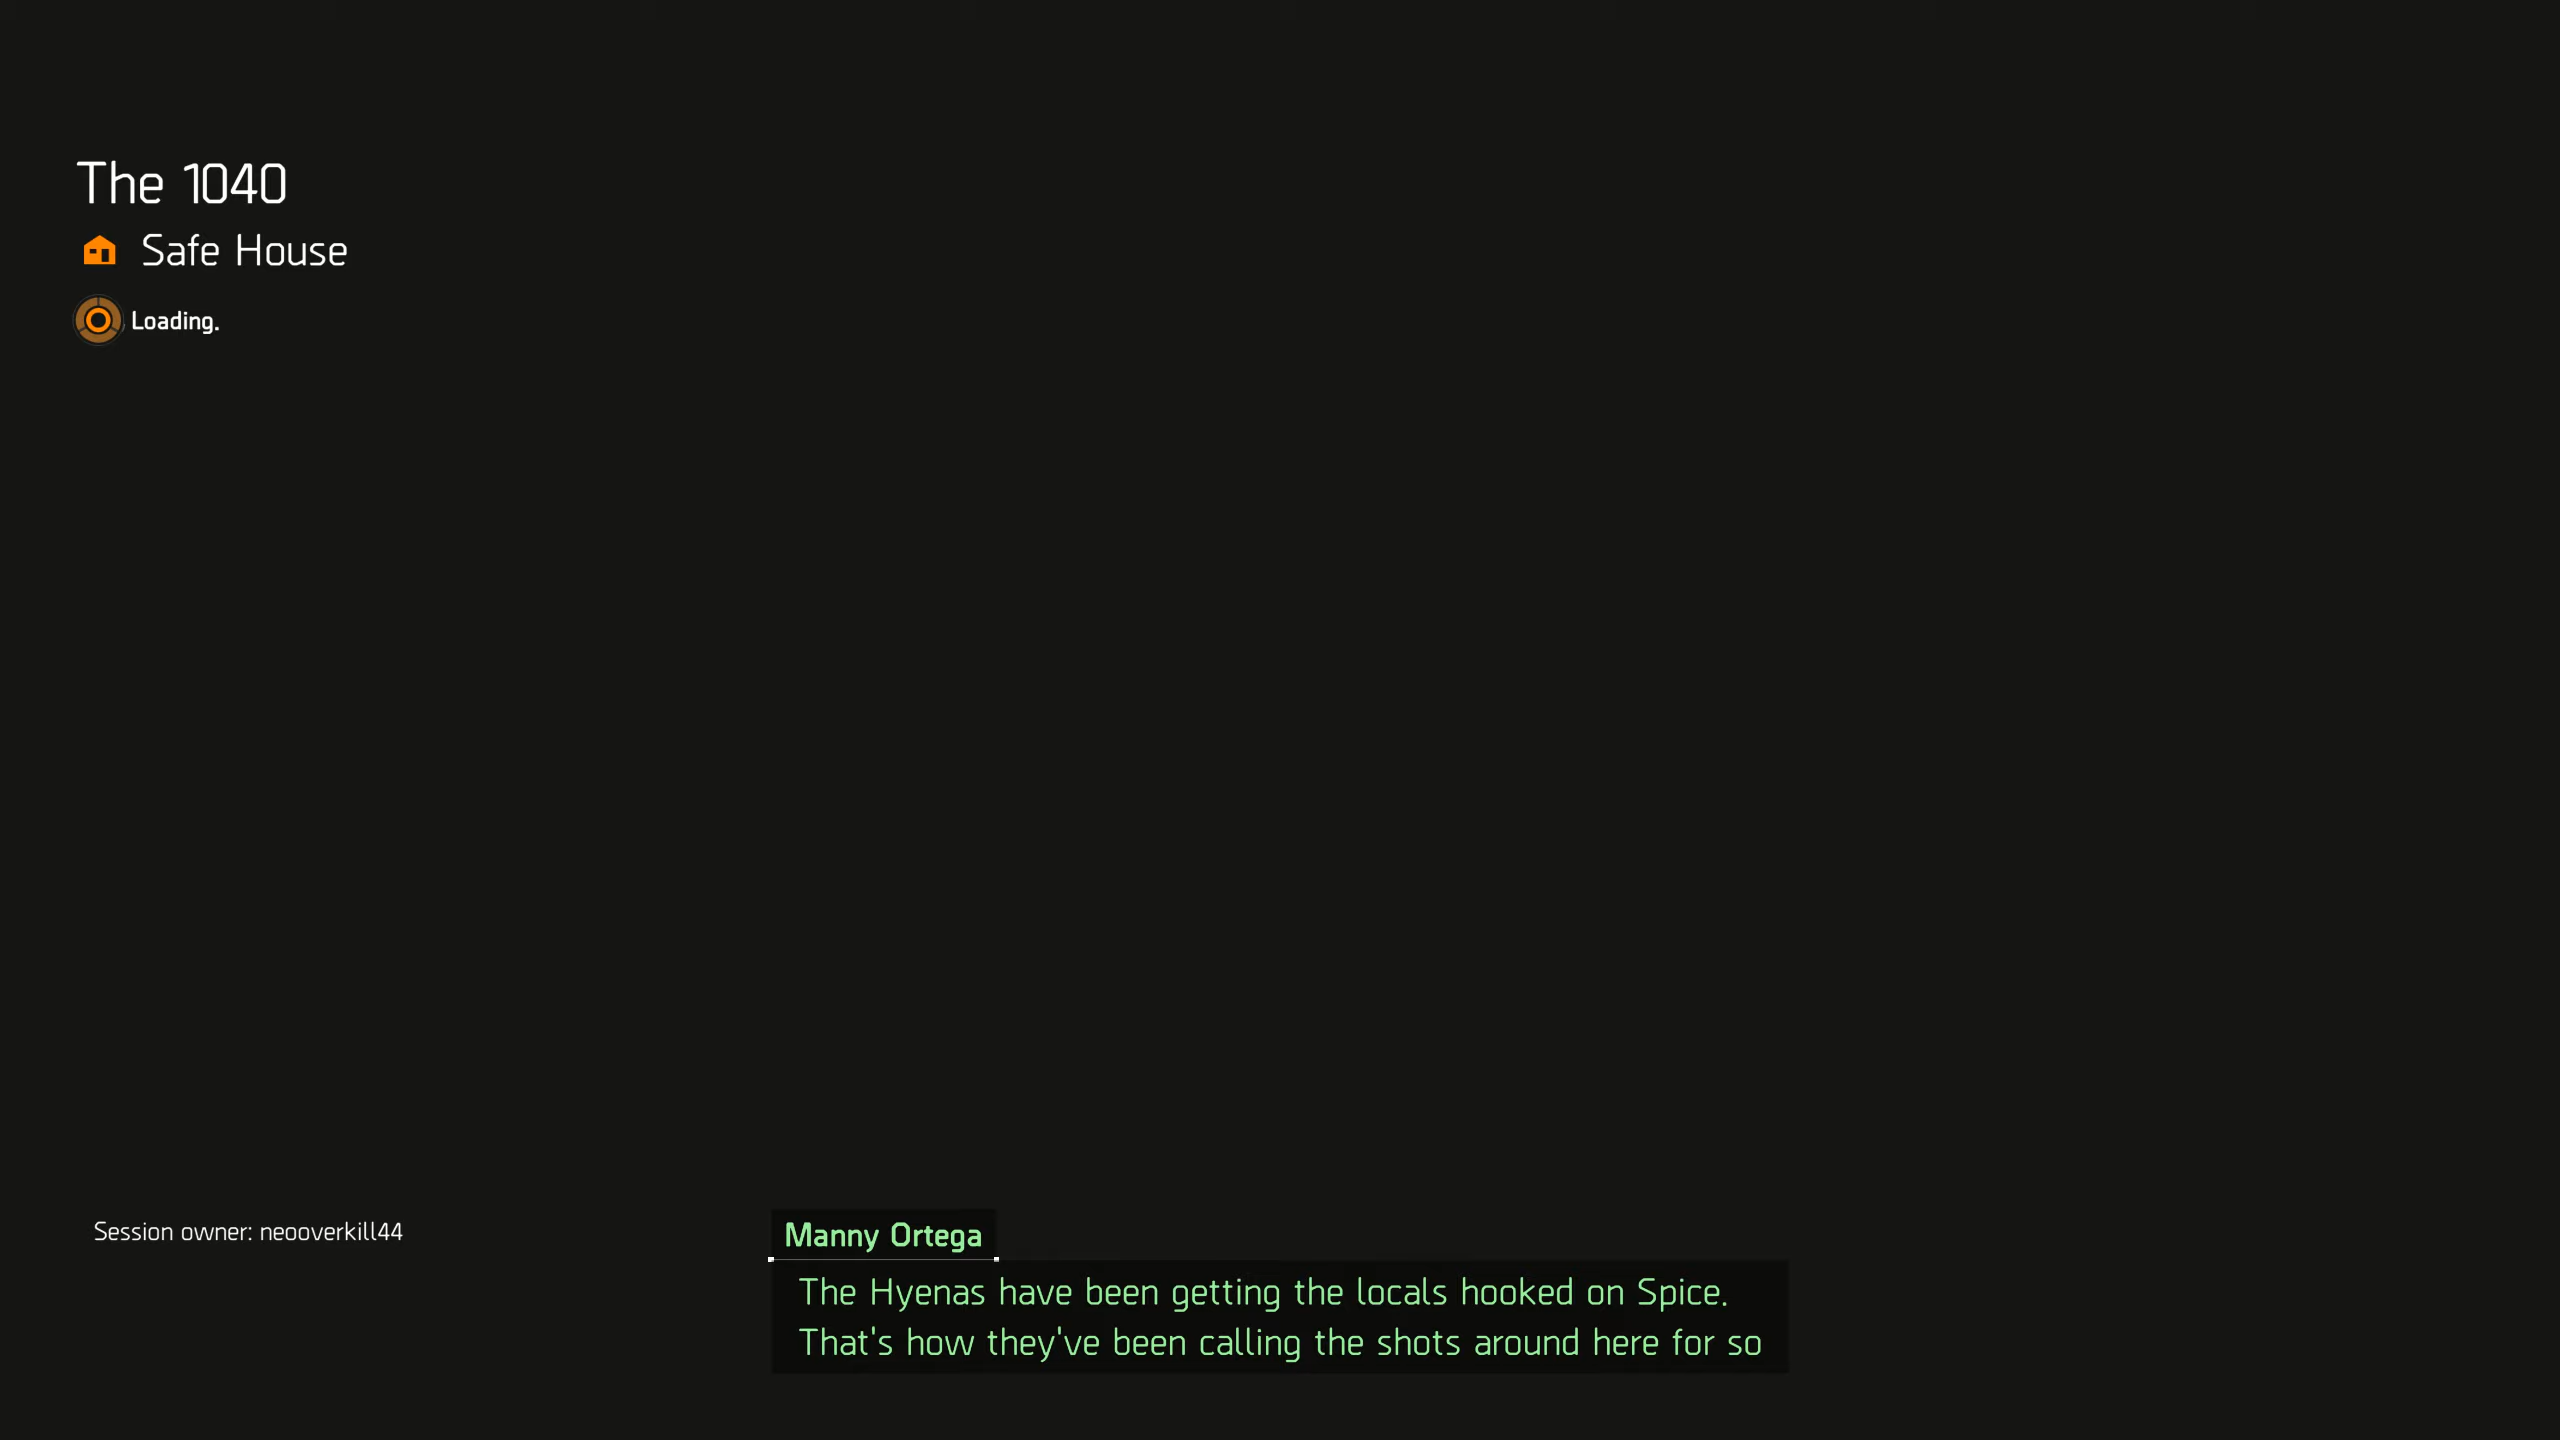 The 1040
Safe House
Loading.
Session owner: neooverkill44
Manny Ortega
The Hyenas have been getting the locals hooked on Spice.
That's how they've been calling the shots around here for so